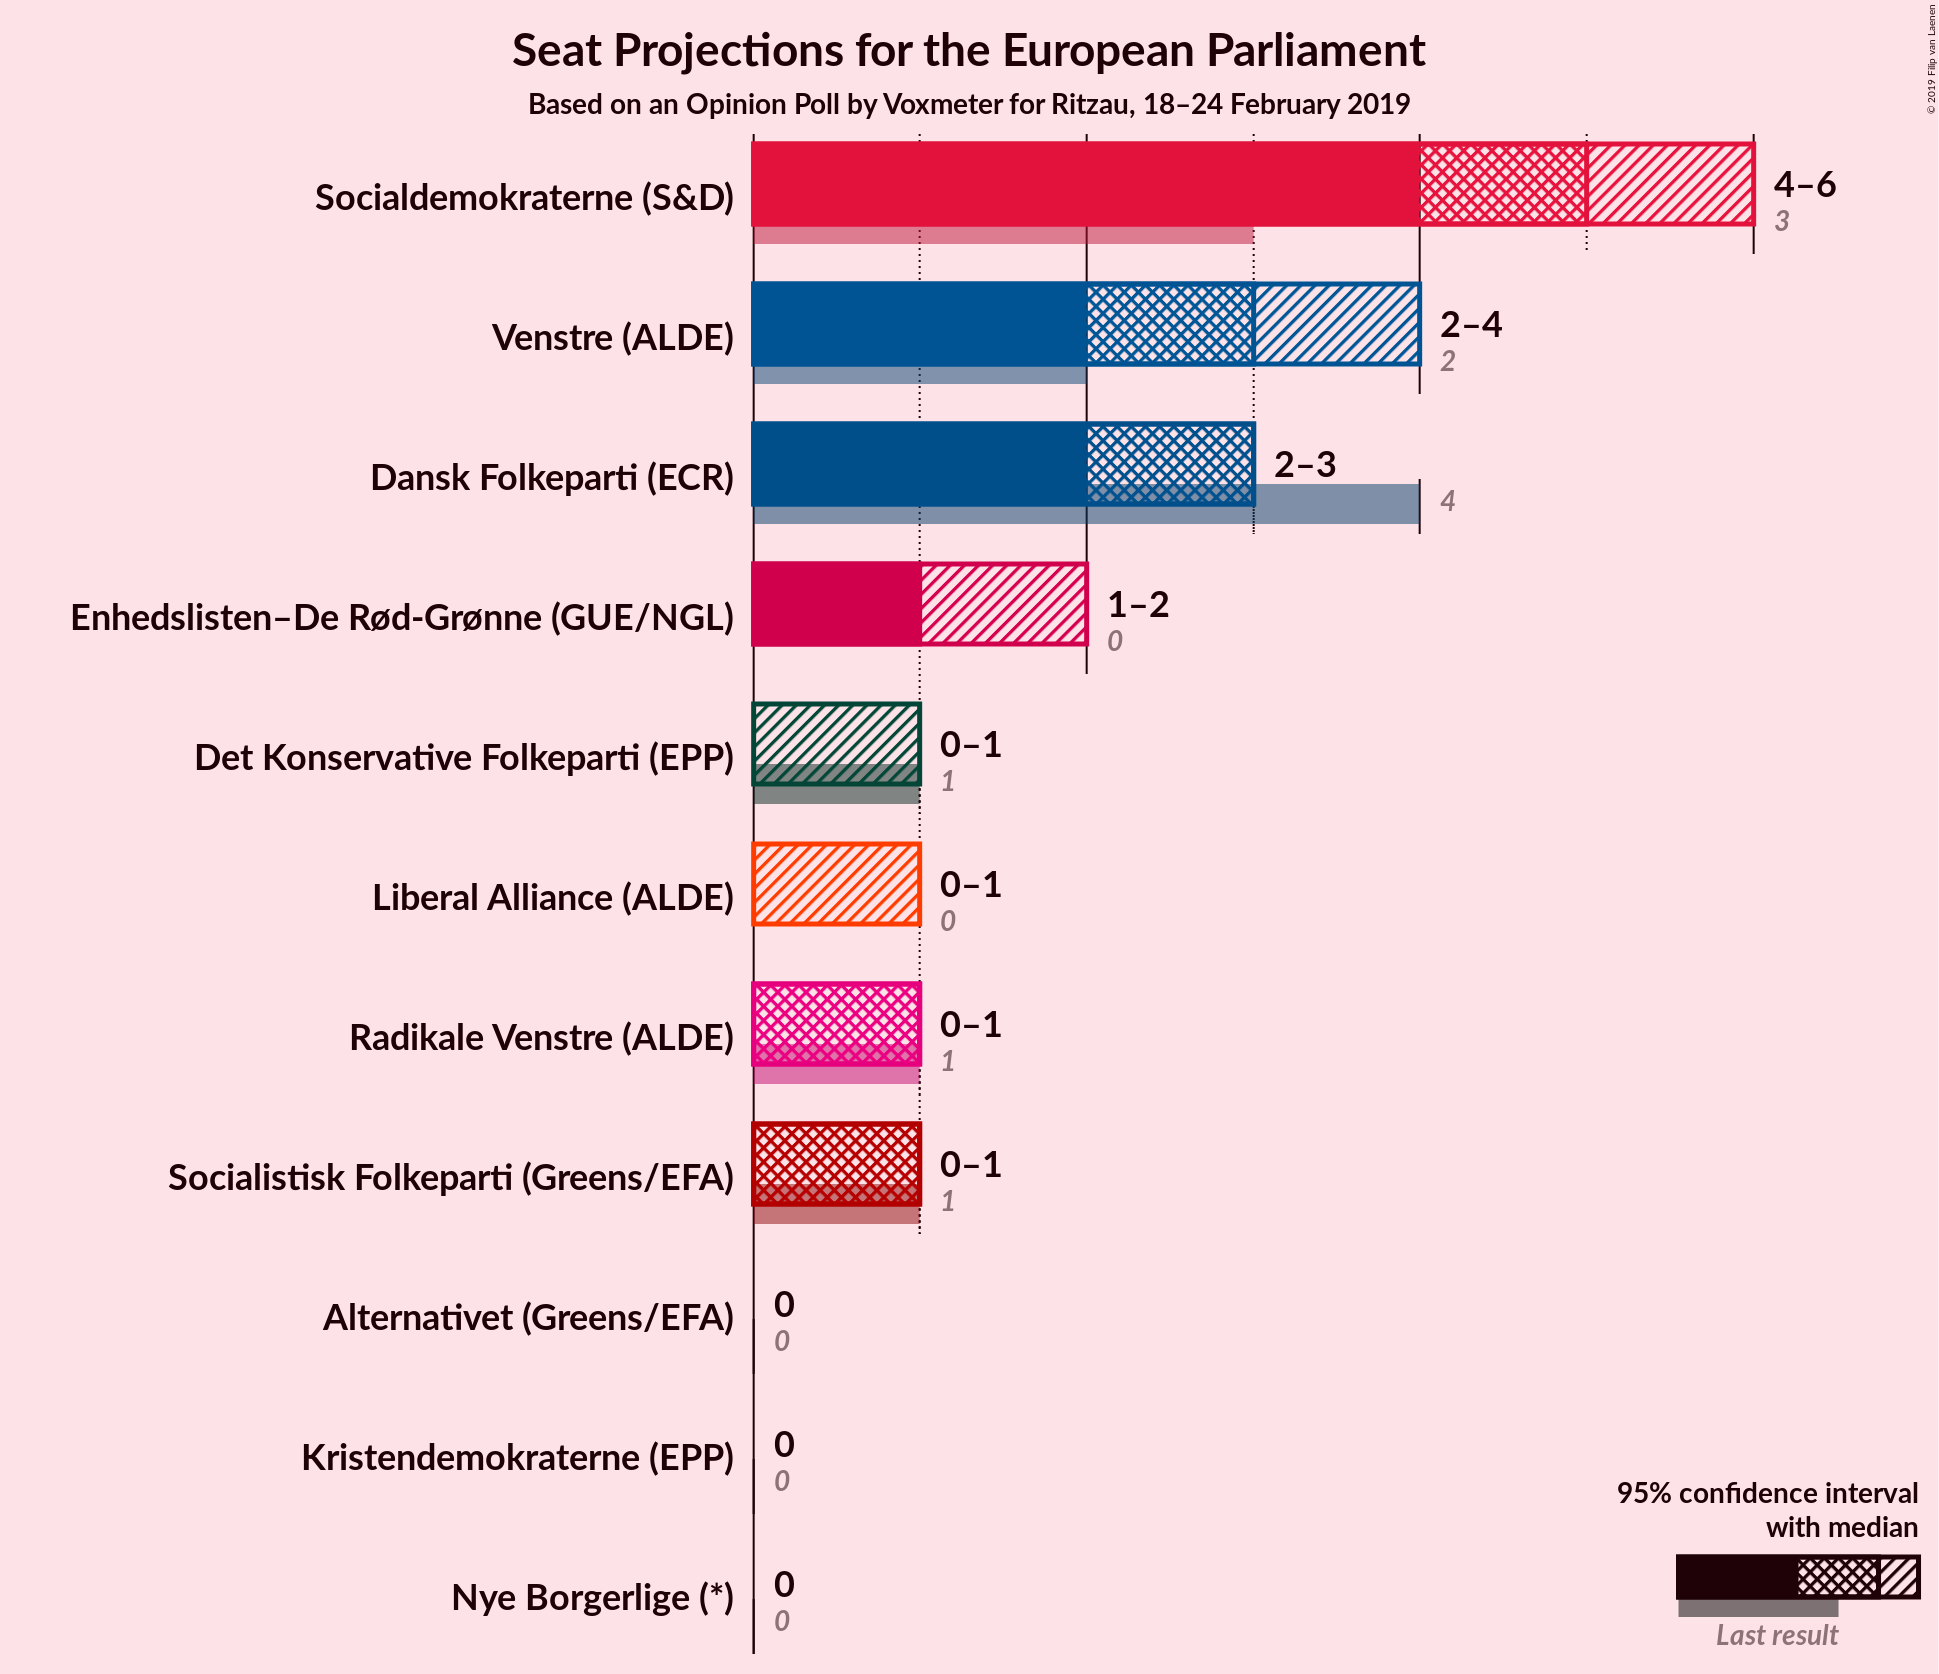 Seat Projections for the European Parliament
Based on an Opinion Poll by Voxmeter for Ritzau, 18–24 February 2019
© 2019 Filip van Laenen
Socialdemokraterne (S&D)
4–6
3
Venstre (ALDE)
2–4
2
Dansk Folkeparti (ECR)
2–3
4
Enhedslisten–De Rød-Grønne (GUE/NGL)
1–2
0
Det Konservative Folkeparti (EPP)
0–1
1
Liberal Alliance (ALDE)
0–1
0
Radikale Venstre (ALDE)
0–1
1
Socialistisk Folkeparti (Greens/EFA)
0–1
1
Alternativet (Greens/EFA)
0
0
Kristendemokraterne (EPP)
0
0
Nye Borgerlige (*)
0
0
95% confidence interval
with median
Last result